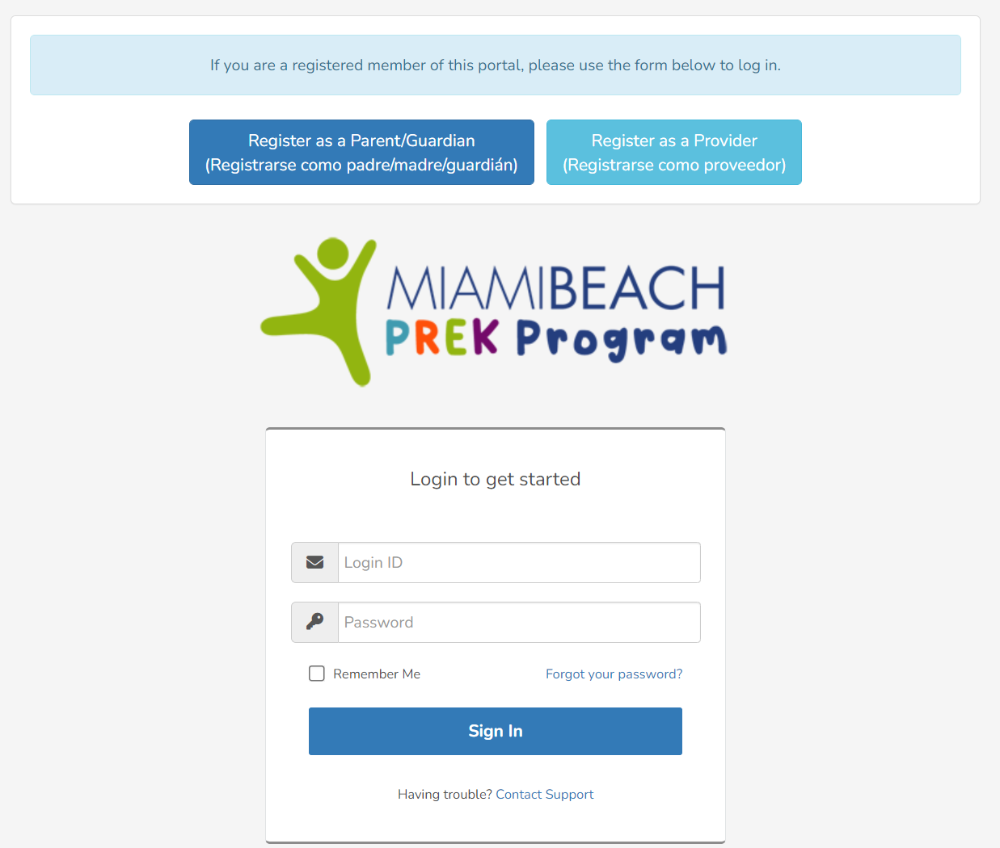 If you are a registered member of this portal, please use the form below to log in.
Register as a Parent/Guardian
(Registrarse como padre/madre/guardián)
Register as a Provider
(Registrarse como proveedor)
MIAMIBEACH
PREK Program
Login to get started
Login ID
Password
Remember Me
Forgot your password?
Sign In
Having trouble? Contact Support